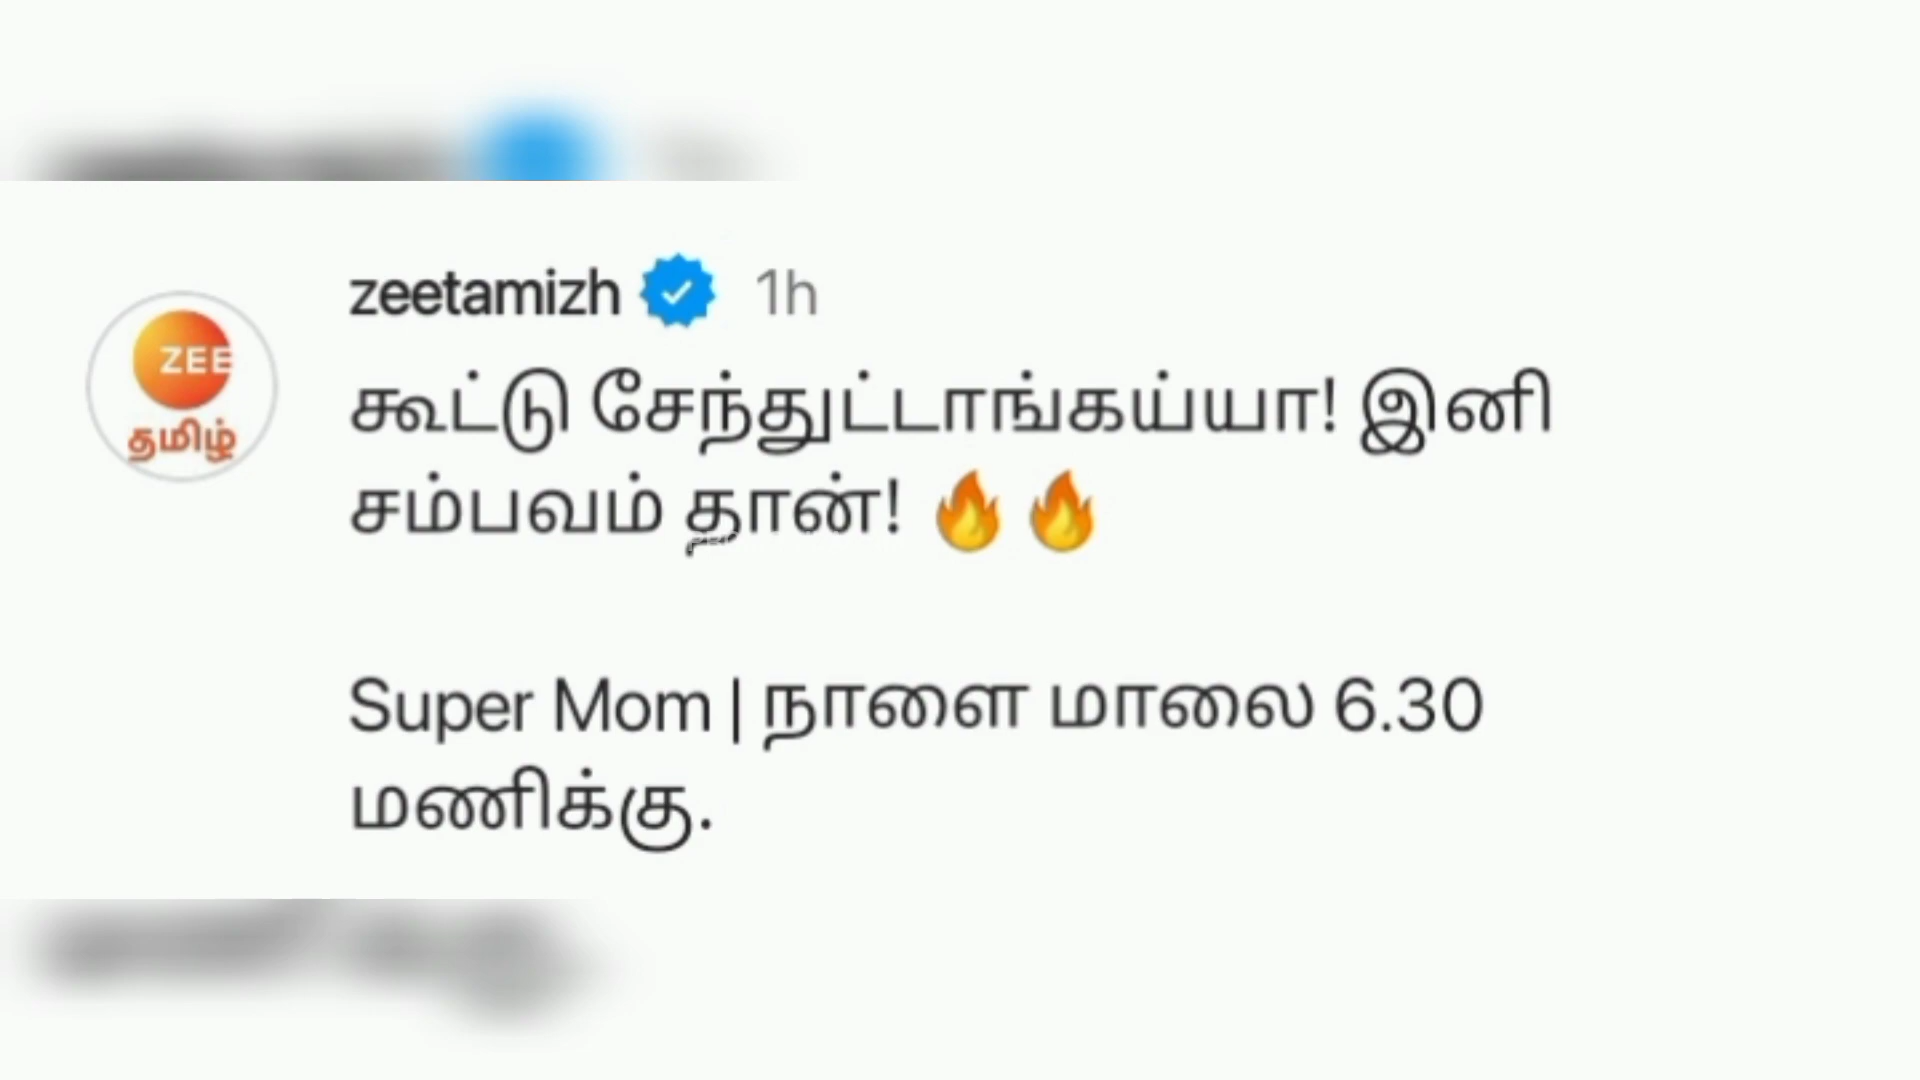 zeetamizh 1h
ZEE
தமிழ்
கூட்டு சேந்துட்டாங்கய்யா! இனி
சம்பவம் தான்! 🔥🔥
Super Mom | நாளை மாலை 6.30
மணிக்கு.